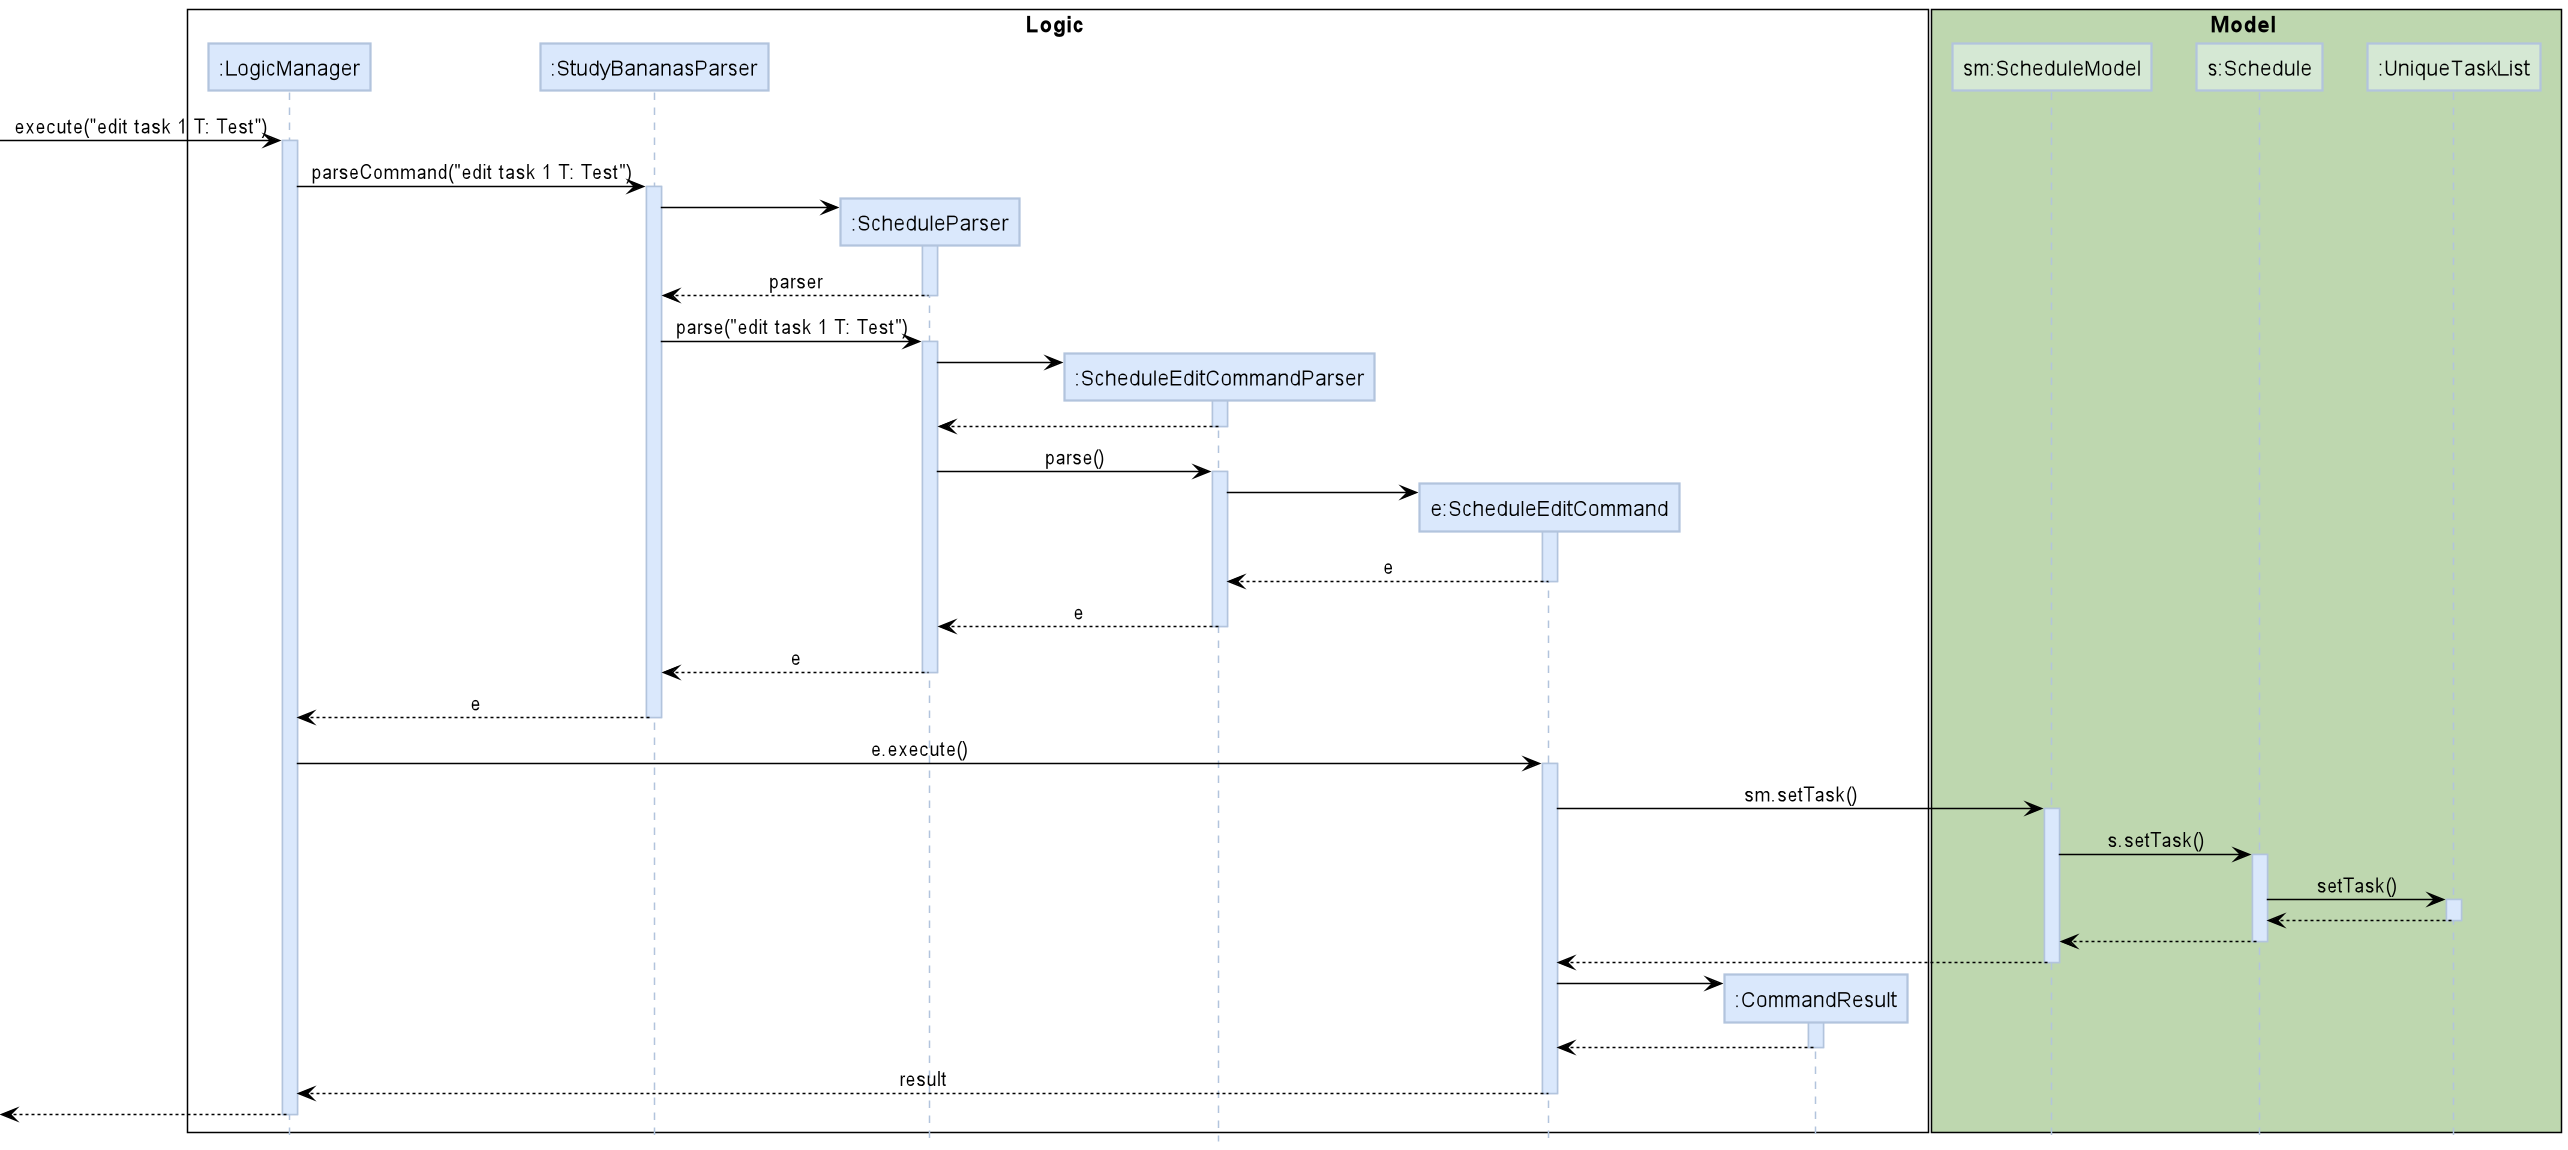 Logic
Model
:LogicManager
:StudyBananasParser
sm:ScheduleModel
s:Schedule
:UniqueTaskList
execute("edit task 1 T: Test")
parseCommand("edit task 1 T: Test")
:ScheduleParser
parser
parse("edit task 1 T: Test")
:ScheduleEditCommandParser
parse()
e:ScheduleEditCommand
e
e
e
e
e.execute()
sm.setTask()
s.setTask()
setTask()
:CommandResult
result